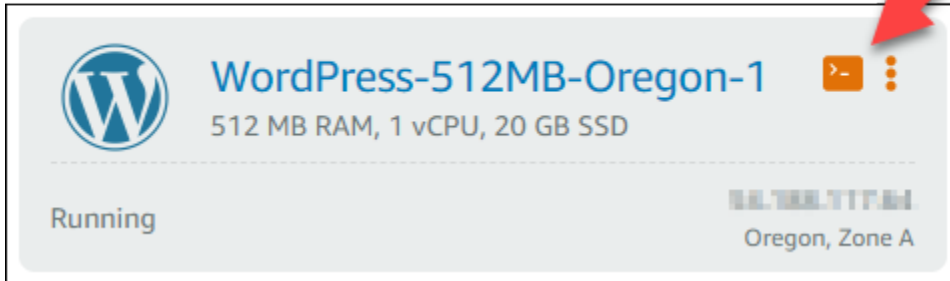 WordPress-512MB-Oregon-1
512 MB RAM, 1 vCPU, 20 GB SSD
Running
Oregon, Zone A